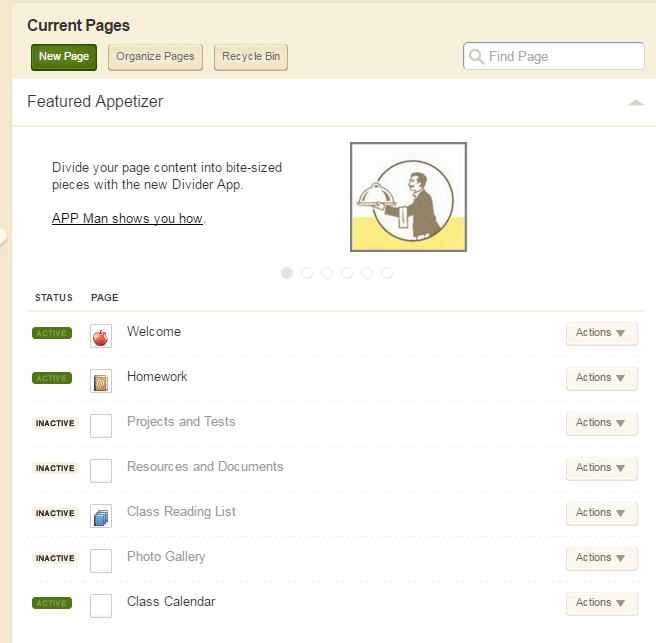 Current Pages
New Page Organize Pages Recycle Bin Find Page
Featured Appetizer
Divide your page content into bite-sized
pieces with the new Divider App.
APP Man shows you how.
STATUS PAGE
ACTIVE Welcome Actions
ACTIVE Homework Actions
INACTIVE Projects and Tests Actions
INACTIVE Resources and Documents Actions
INACTIVE Class Reading List Actions
INACTIVE Photo Gallery Actions
ACTIVE Class Calendar Actions